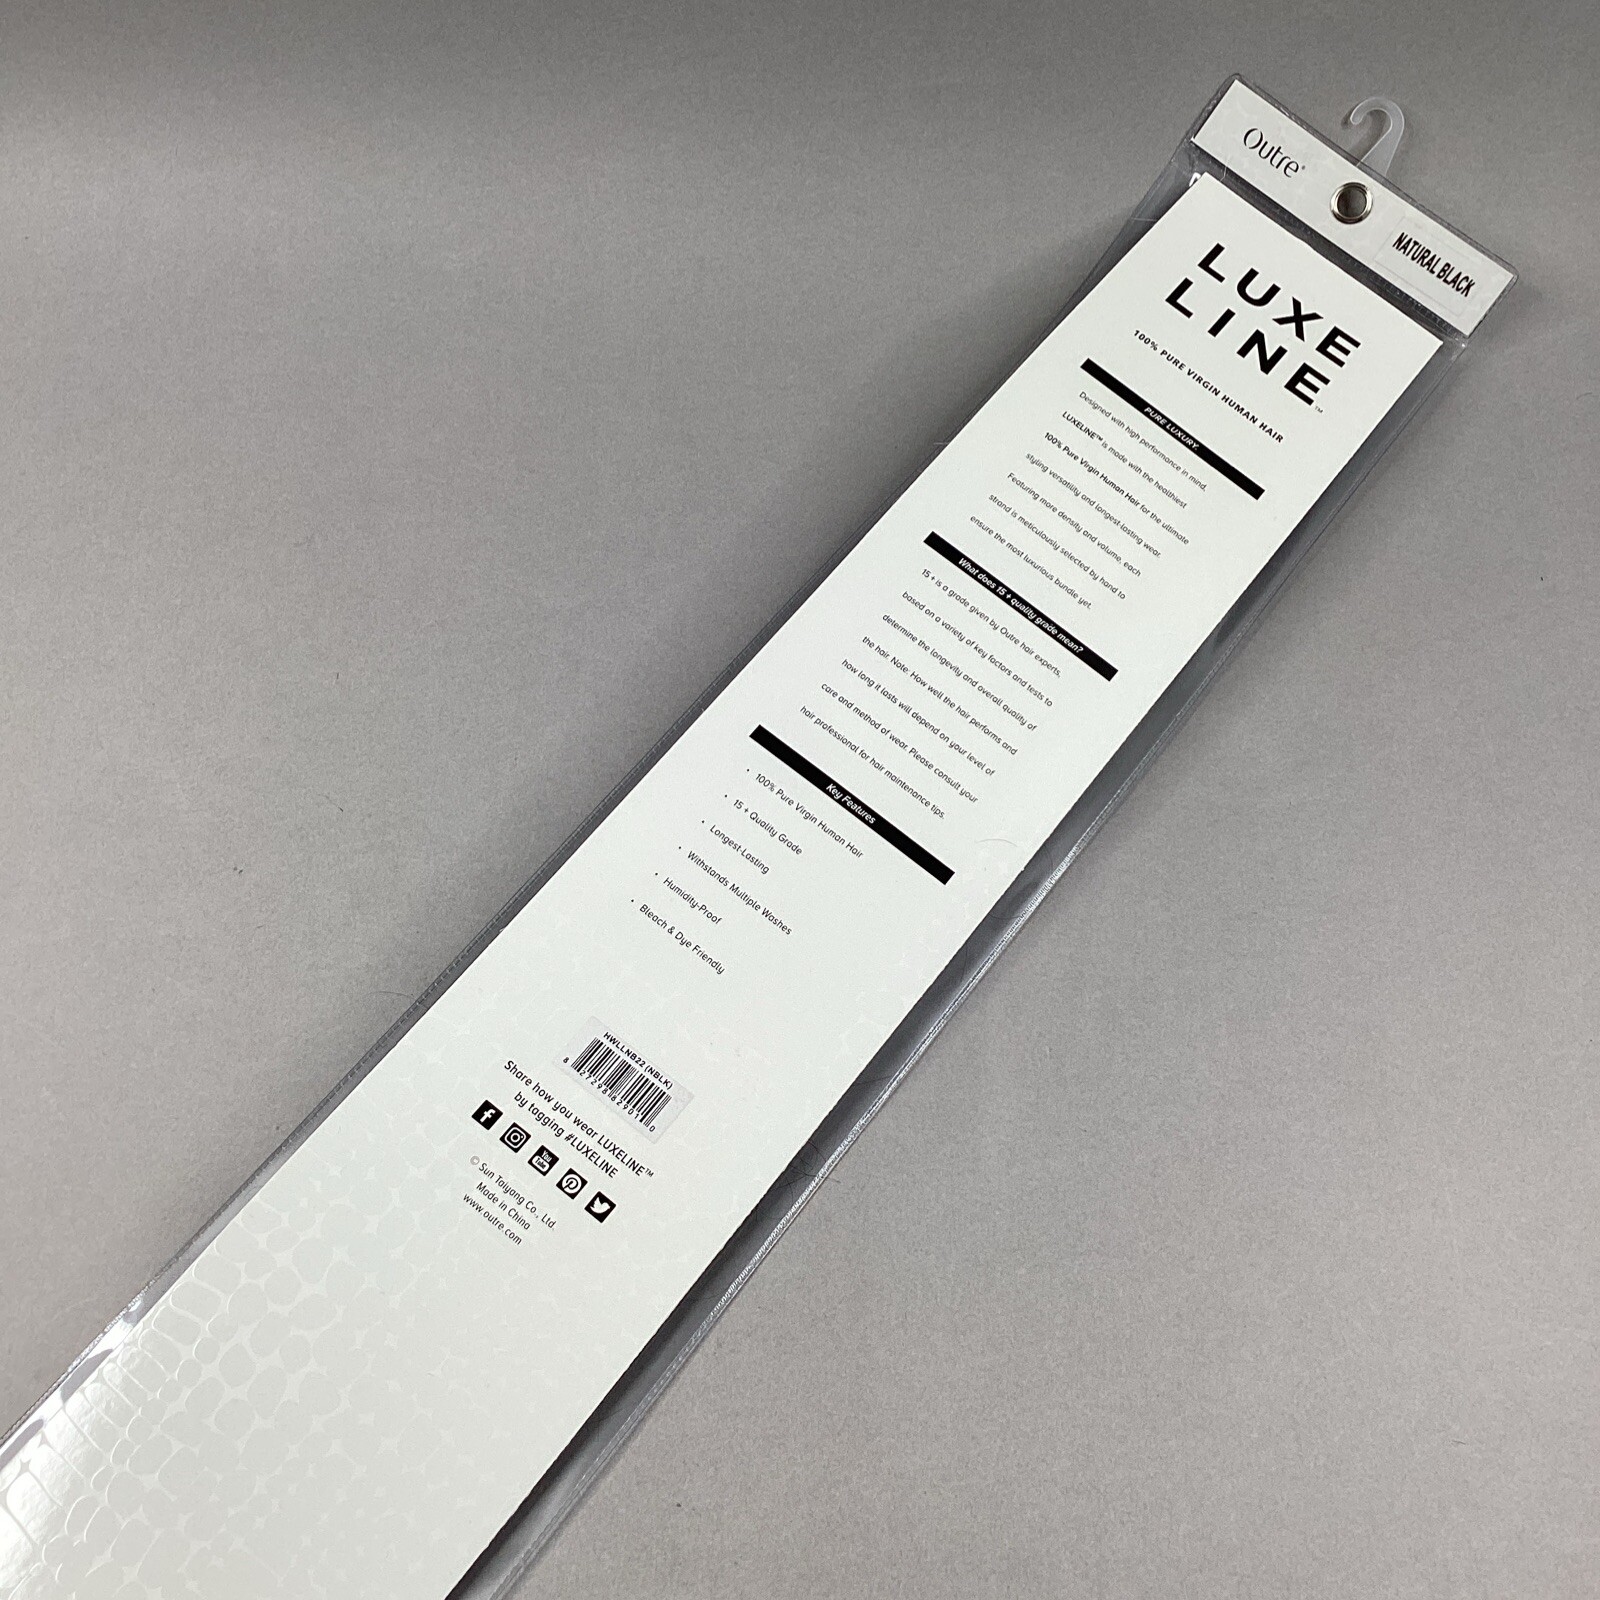 Outre®
NATURAL BLACK
LUXE
LINE™
100% PURE VIRGIN HUMAN HAIR
PURE LUXURY.
Designed with high performance in mind,
LUXELINE™ is made with the healthiest
100% Pure Virgin Human Hair for the ultimate
styling versatility and longest-lasting wear.
Featuring more density and volume, each
strand is meticulously selected by hand to
ensure the most luxurious bundle yet.
What does 15 + quality grade mean?
15 + is a grade given by Outre hair experts,
based on a variety of key factors and tests to
determine the longevity and overall quality of
the hair. Note: How well the hair performs and
how long it lasts will depend on your level of
care and method of wear. Please consult your
hair professional for hair maintenance tips.
Key Features
• 100% Pure Virgin Human Hair
• 15 + Quality Grade
• Longest-Lasting
• Withstands Multiple Washes
• Humidity-Proof
• Bleach & Dye Friendly
HWLLNB22 (NBLK)
8 27298 62901 0
Share how you wear LUXELINE™
by tagging #LUXELINE
You
Tube
© Sun Taiyang Co., Ltd.
Made in China
www.outre.com